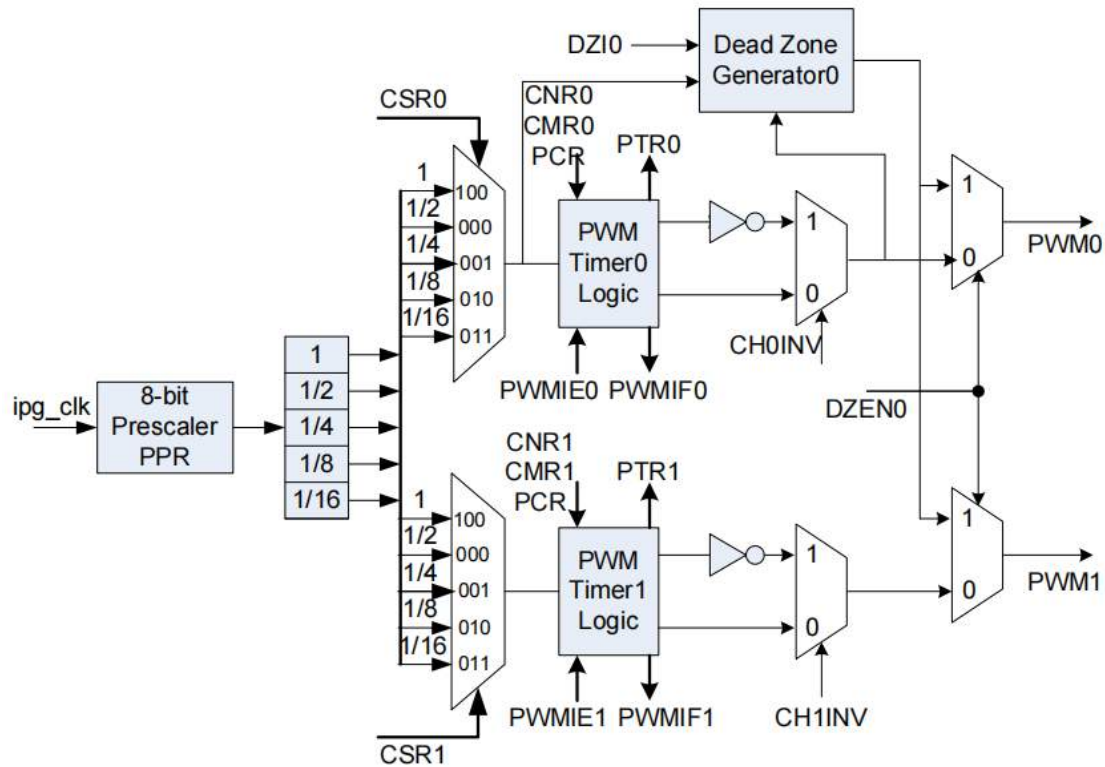 DZI0
Dead Zone
Generator0
CSR0
CNR0
CMR0
PCR
PTR0
1
1/2
1/4
1/8
1/16
100
000
001
010
011
PWM
Timer0
Logic
1
0
1
0
PWM0
CH0INV
PWMIE0
PWMIF0
DZEN0
ipg_clk
8-bit
Prescaler
PPR
1
1/2
1/4
1/8
1/16
CNR1
CMR1
PCR
PTR1
1
1/2
1/4
1/8
1/16
100
000
001
010
011
PWM
Timer1
Logic
1
0
1
0
PWM1
CH1INV
PWMIE1
PWMIF1
CSR1